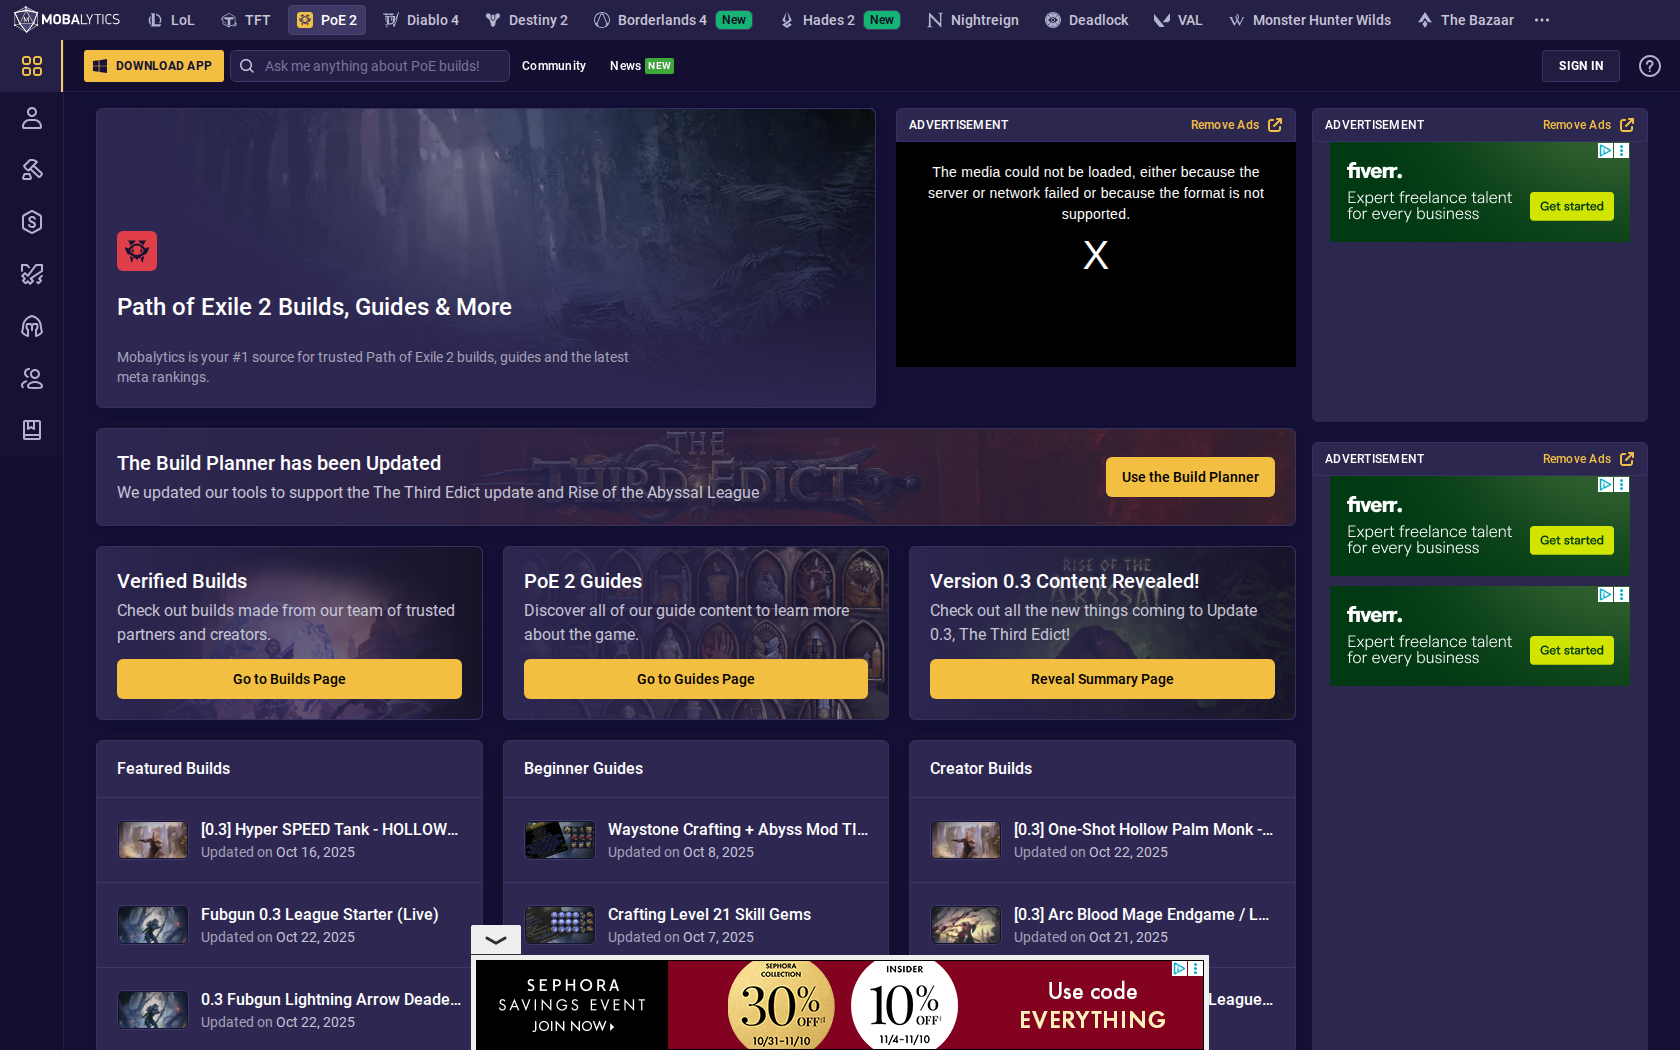 MOBALYTICS
LoL
TFT
PoE 2
Diablo 4
Destiny 2
Borderlands 4 New
Hades 2 New
Nightreign
Deadlock
VAL
Monster Hunter Wilds
The Bazaar
DOWNLOAD APP
Ask me anything about PoE builds!
Community
News NEW
SIGN IN
Path of Exile 2 Builds, Guides & More
Mobalytics is your #1 source for trusted Path of Exile 2 builds, guides and the latest
meta rankings.
ADVERTISEMENT
Remove Ads
The media could not be loaded, either because the
server or network failed or because the format is not
supported.
X
ADVERTISEMENT
Remove Ads
fiverr.
Expert freelance talent
for every business
Get started
THE
THIRD EDICT
The Build Planner has been Updated
We updated our tools to support the The Third Edict update and Rise of the Abyssal League
Use the Build Planner
ADVERTISEMENT
Remove Ads
fiverr.
Expert freelance talent
for every business
Get started
fiverr.
Expert freelance talent
for every business
Get started
Verified Builds
Check out builds made from our team of trusted
partners and creators.
Go to Builds Page
PoE 2 Guides
Discover all of our guide content to learn more
about the game.
Go to Guides Page
RISE OF THE
ABYSSAL
Version 0.3 Content Revealed!
Check out all the new things coming to Update
0.3, The Third Edict!
Reveal Summary Page
Featured Builds
[0.3] Hyper SPEED Tank - HOLLOW...
Updated on Oct 16, 2025
Fubgun 0.3 League Starter (Live)
Updated on Oct 22, 2025
0.3 Fubgun Lightning Arrow Deade...
Updated on Oct 22, 2025
Beginner Guides
Waystone Crafting + Abyss Mod TI...
Updated on Oct 8, 2025
Crafting Level 21 Skill Gems
Updated on Oct 7, 2025
Creator Builds
[0.3] One-Shot Hollow Palm Monk -...
Updated on Oct 22, 2025
[0.3] Arc Blood Mage Endgame / L...
Updated on Oct 21, 2025
League...
SEPHORA
SAVINGS EVENT
JOIN NOW
SEPHORA
COLLECTION
30%
OFF
10/31–11/10
INSIDER
10%
OFF
11/4–11/10
Use code
EVERYTHING